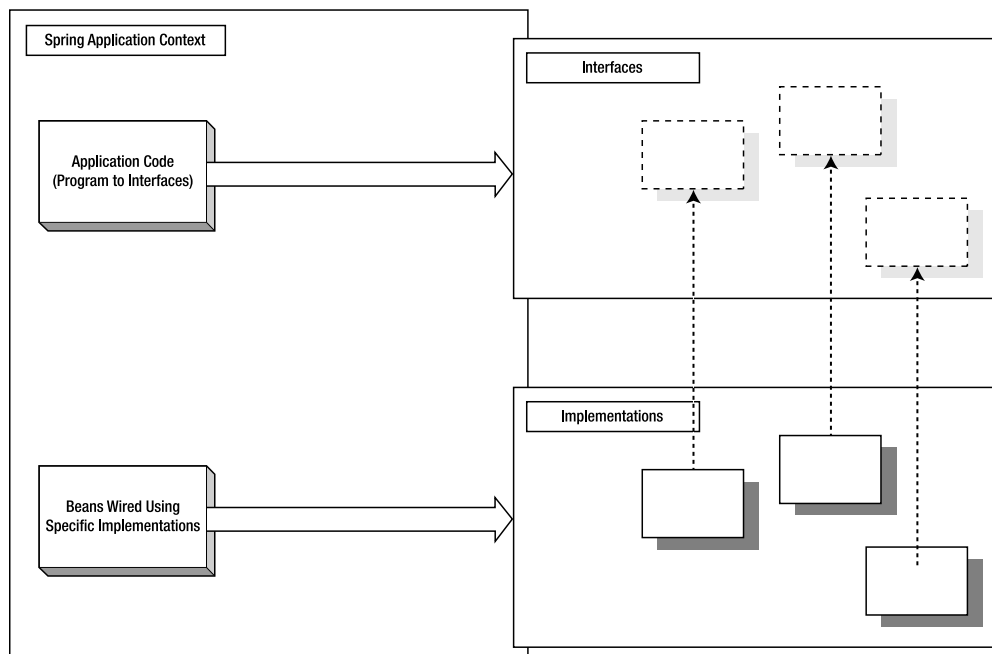 Spring Application Context
Interfaces
Application Code
(Program to Interfaces)
Implementations
Beans Wired Using
Specific Implementations